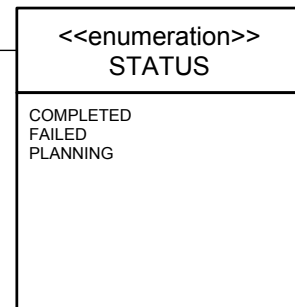 <<enumeration>>
STATUS
COMPLETED
FAILED
PLANNING